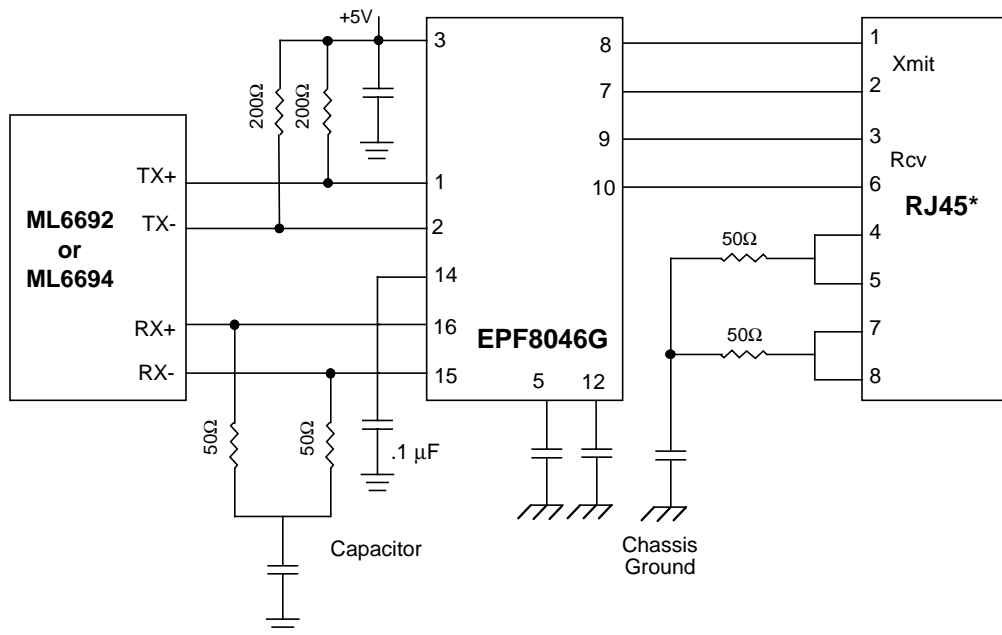 +5V
3
8
1
Xmit
7
2
200Ω
200Ω
9
3
Rcv
10
6
RJ45*
TX+
1
TX-
2
ML6692
or
ML6694
14
50Ω
4
5
RX+
16
EPF8046G
50Ω
7
RX-
15
5
12
8
50Ω
50Ω
.1 μF
Capacitor
Chassis
Ground